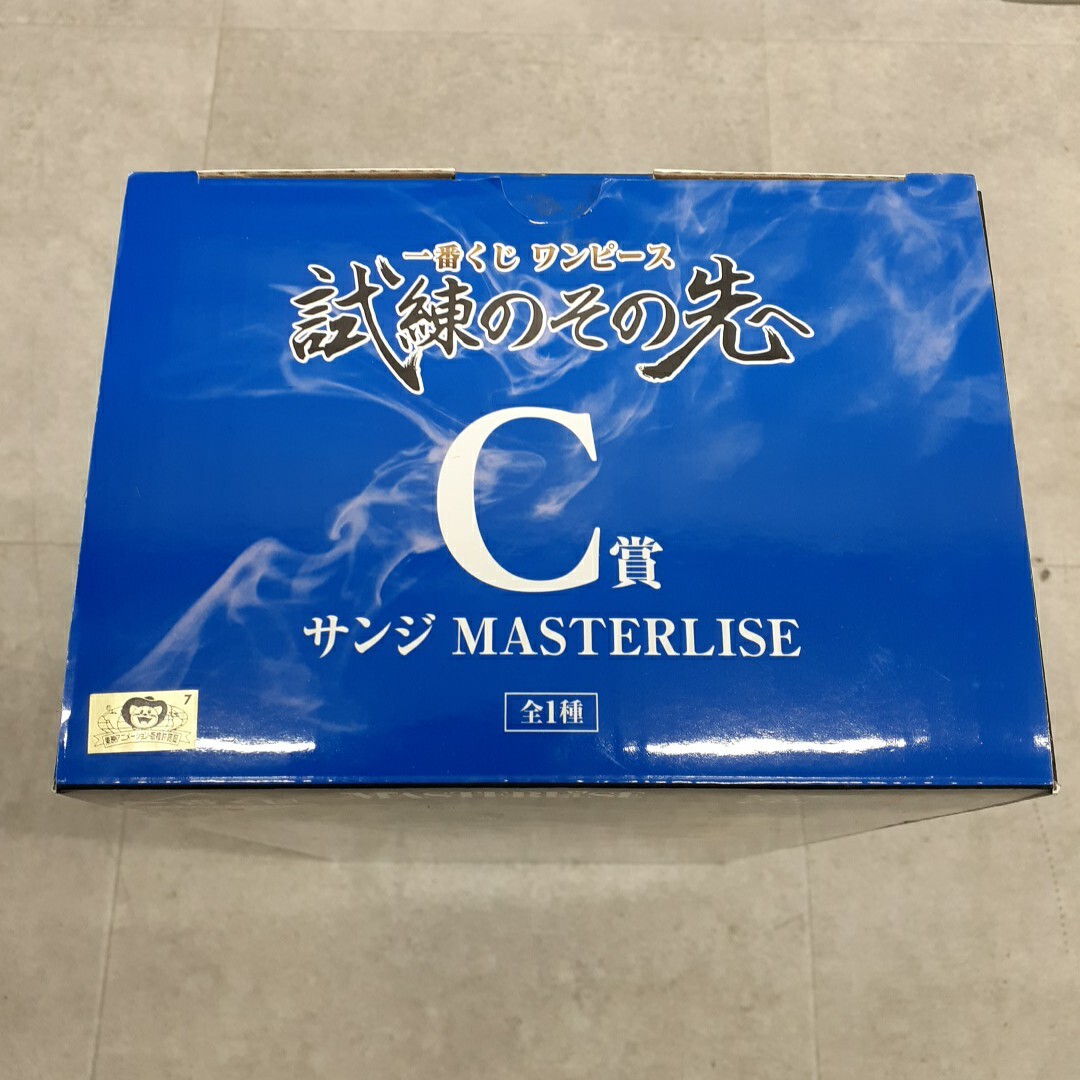 一番くじ ワンピース
試練のその先へ
C賞
サンジ MASTERLISE
全1種
7